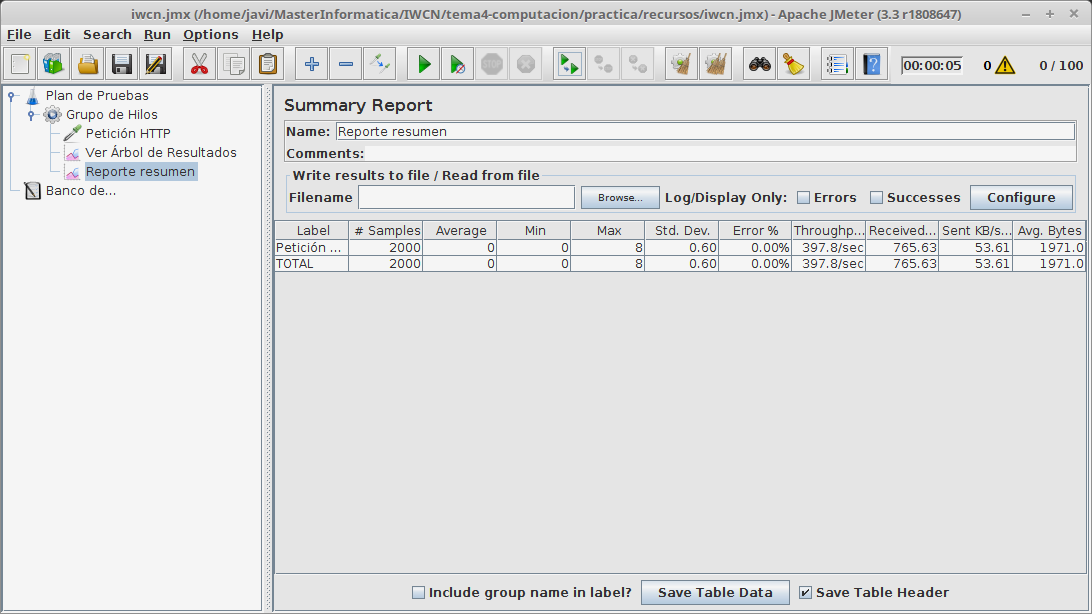 iwcn.jmx (/home/javi/MasterInformatica/IWCN/tema4-computacion/practica/recursos/iwcn.jmx) - Apache JMeter (3.3 r1808647)
File Edit Search Run Options Help
STOP 00:00:05 0 0 / 100
Plan de Pruebas
Grupo de Hilos
Petición HTTP
Ver Árbol de Resultados
Reporte resumen
Banco de...
Summary Report
Name: Reporte resumen
Comments:
Write results to file / Read from file
Filename Browse... Log/Display Only: Errors Successes Configure
Label # Samples Average Min Max Std. Dev. Error % Throughp... Received... Sent KB/s... Avg. Bytes
Petición ... 2000 0 0 8 0.60 0.00% 397.8/sec 765.63 53.61 1971.0
TOTAL 2000 0 0 8 0.60 0.00% 397.8/sec 765.63 53.61 1971.0
Include group name in label? Save Table Data Save Table Header